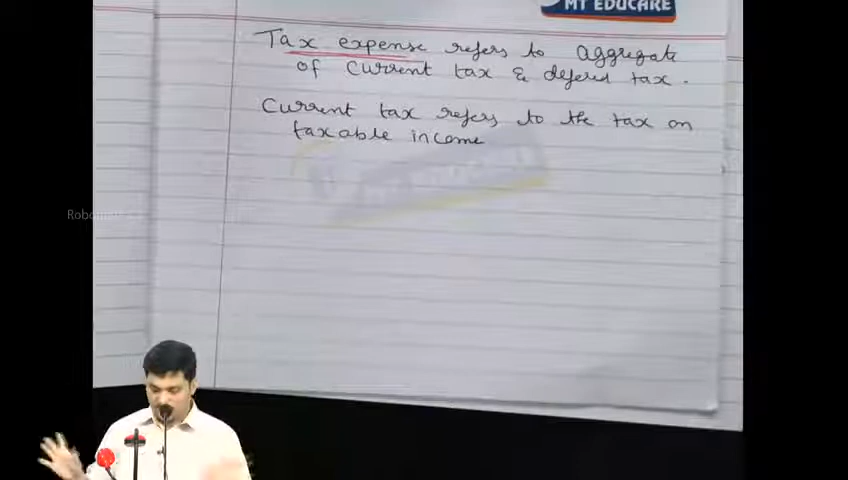 MT EDUCARE
Tax expense refers to aggregate
of current tax & defered tax.
Current tax refers to the tax on
taxable income